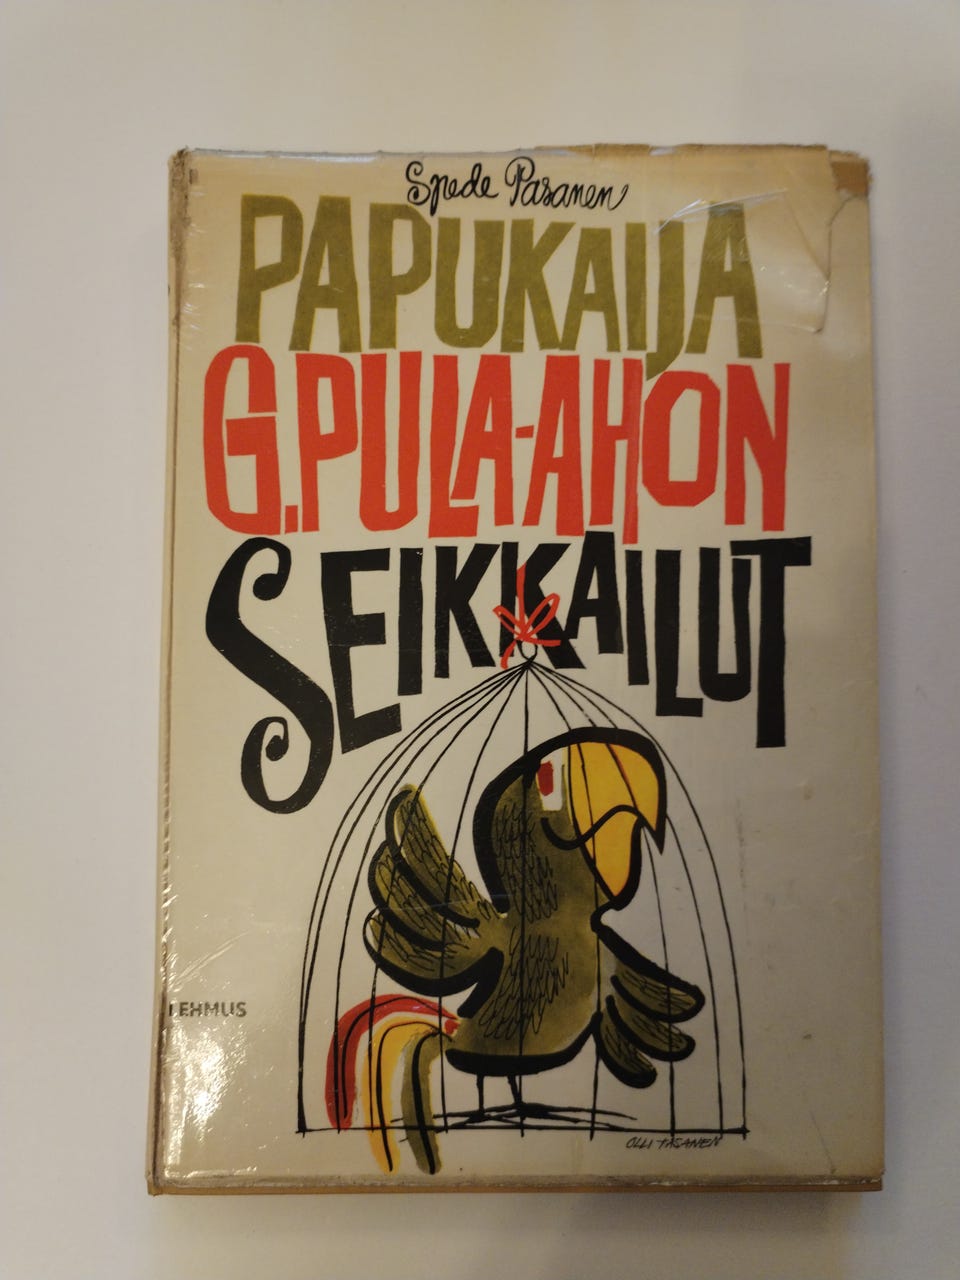 Spede Pasanen
PAPUKAIJA
G. PULA-AHON
SEIKKAILUT
LEHMUS
OLLI PASANEN